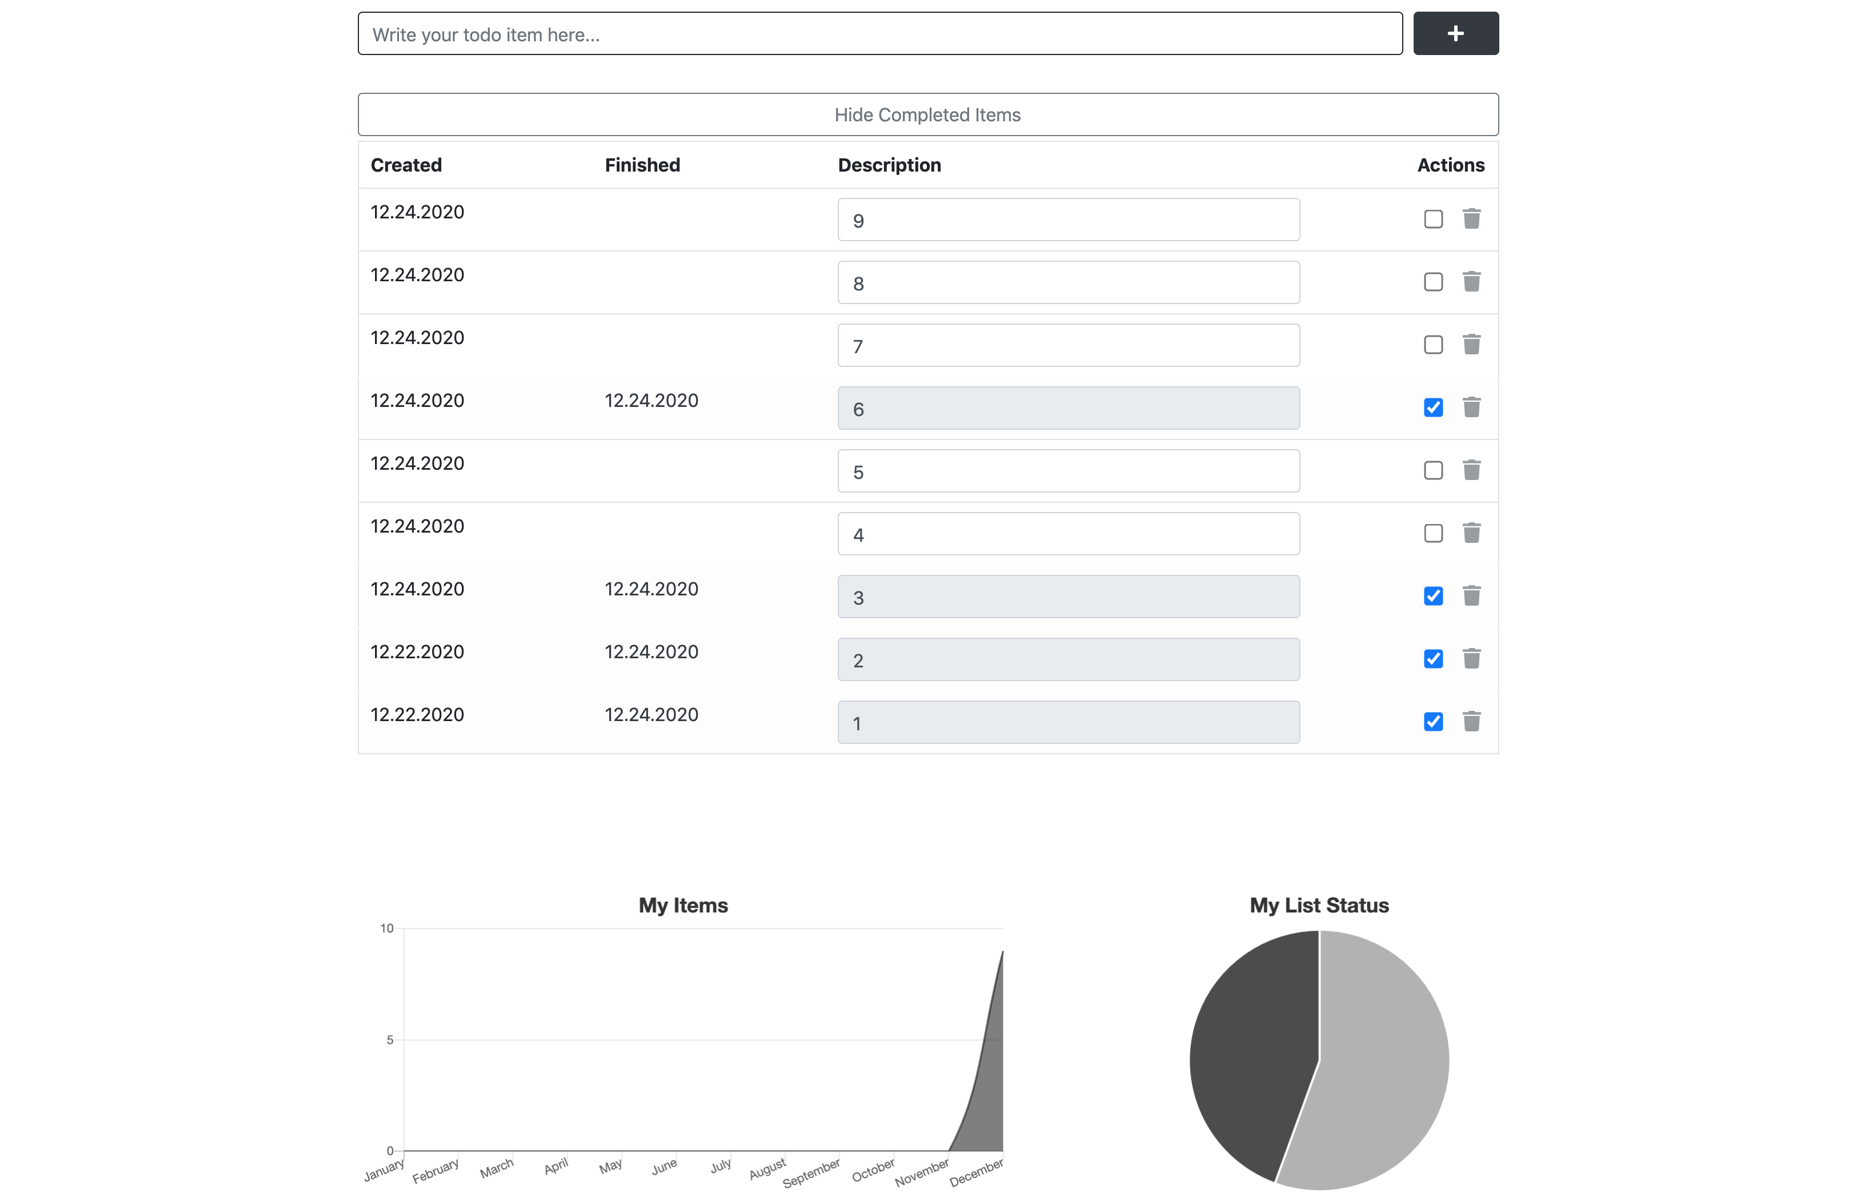 Write your todo item here...
+
Hide Completed Items
Created Finished Description Actions
12.24.2020 9
12.24.2020 8
12.24.2020 7
12.24.2020 12.24.2020 6
12.24.2020 5
12.24.2020 4
12.24.2020 12.24.2020 3
12.22.2020 12.24.2020 2
12.22.2020 12.24.2020 1
My Items
10
5
0
January February March April May June July August September October November December
My List Status